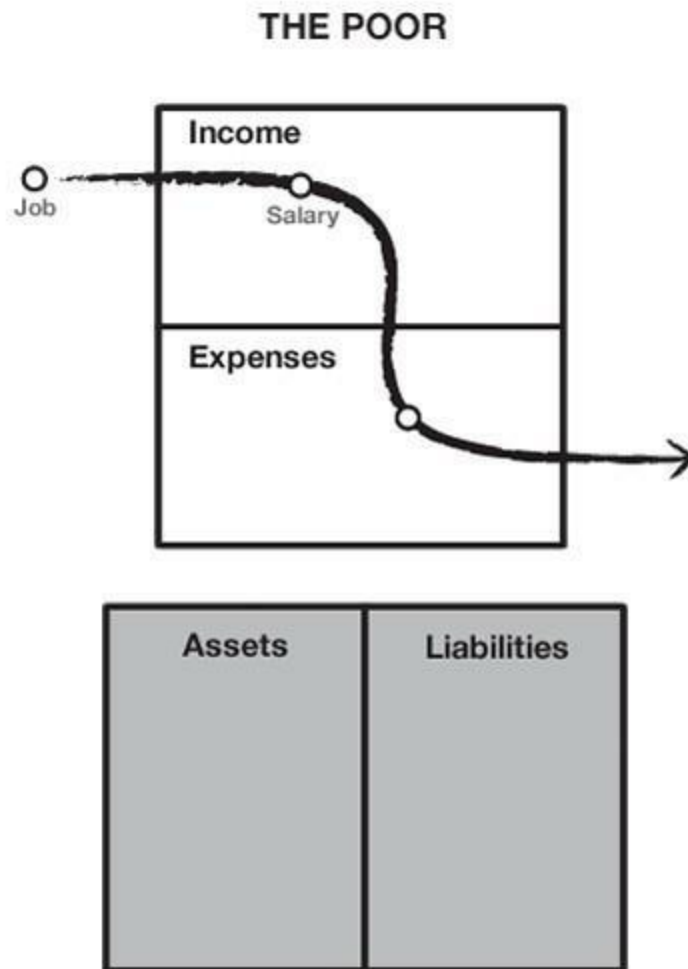 THE POOR
Income
Job
Salary
Expenses
Assets
Liabilities